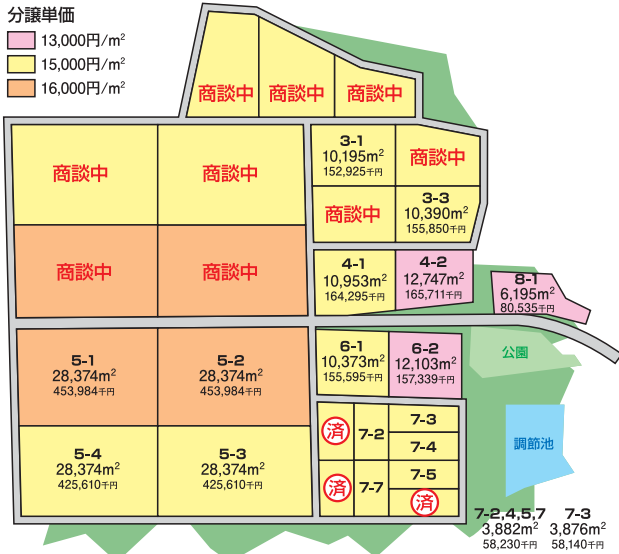 分譲単価
13,000円/m²
15,000円/m²
16,000円/m²
商談中
商談中
商談中
商談中
商談中
3-1
10,195m²
152,925千円
商談中
商談中
3-3
10,390m²
155,850千円
商談中
商談中
4-1
10,953m²
164,295千円
4-2
12,747m²
165,711千円
8-1
6,195m²
80,535千円
5-1
28,374m²
453,984千円
5-2
28,374m²
453,984千円
6-1
10,373m²
155,595千円
6-2
12,103m²
157,339千円
公園
5-4
28,374m²
425,610千円
5-3
28,374m²
425,610千円
済
7-2
7-3
7-4
済
7-7
7-5
済
調節池
7-2,4,5,7
3,882m²
58,230千円
7-3
3,876m²
58,140千円